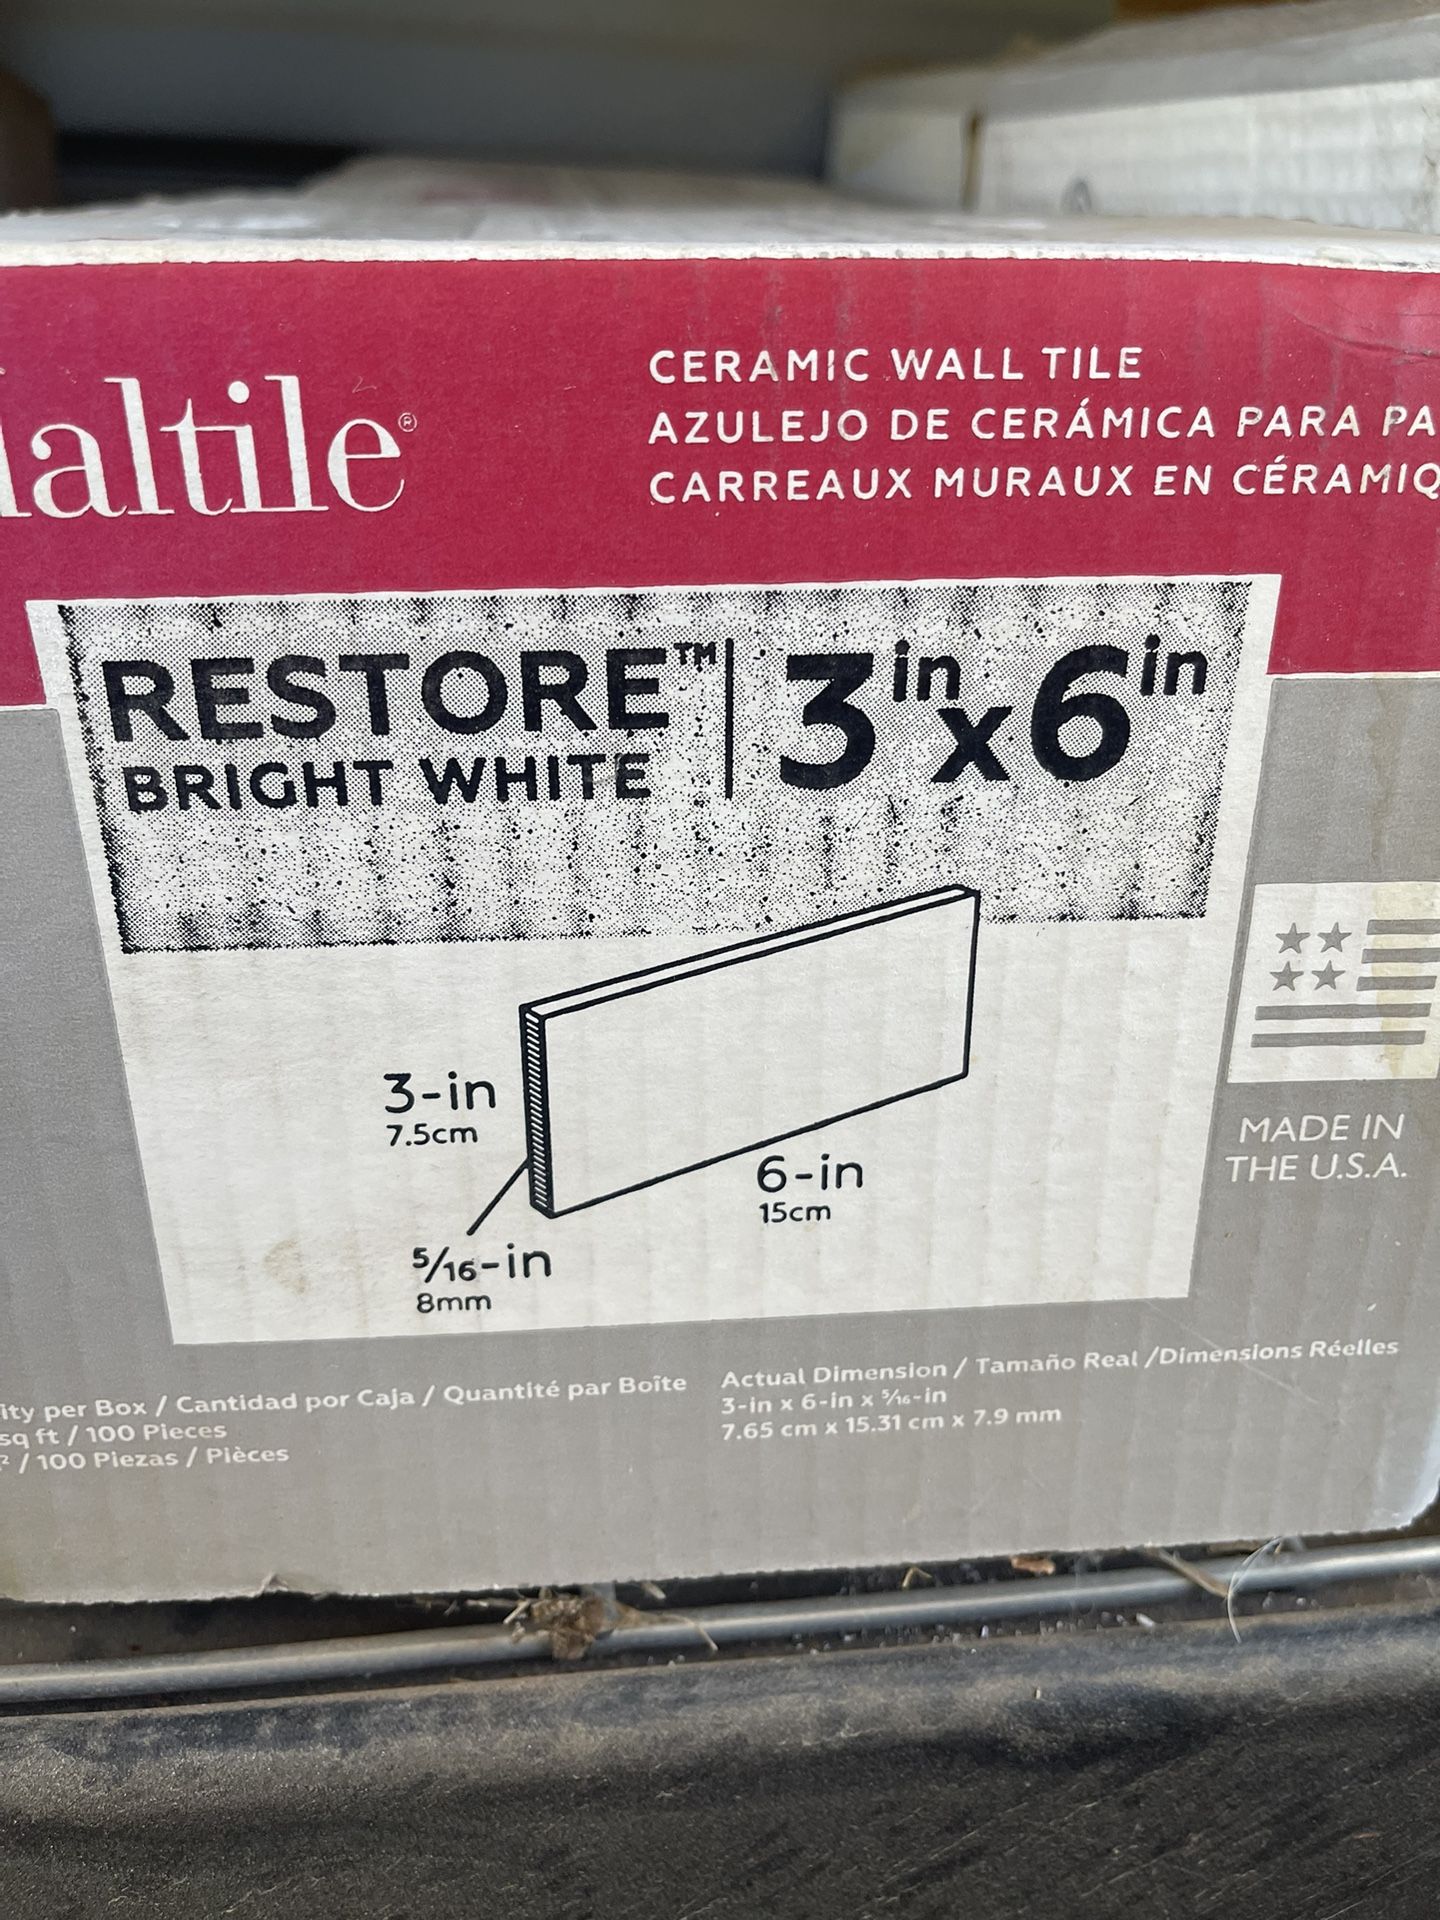 altile®
CERAMIC WALL TILE
AZULEJO DE CERÁMICA PARA PA
CARREAUX MURAUX EN CÉRAMIQ
RESTORE™ | 3in x 6in
BRIGHT WHITE
3-in
7.5cm
6-in
15cm
5/16-in
8mm
MADE IN
THE U.S.A.
ity per Box / Cantidad por Caja / Quantité par Boîte
sq ft / 100 Pieces
² / 100 Piezas / Pièces
Actual Dimension / Tamaño Real /Dimensions Réelles
3-in x 6-in x 5/16-in
7.65 cm x 15.31 cm x 7.9 mm